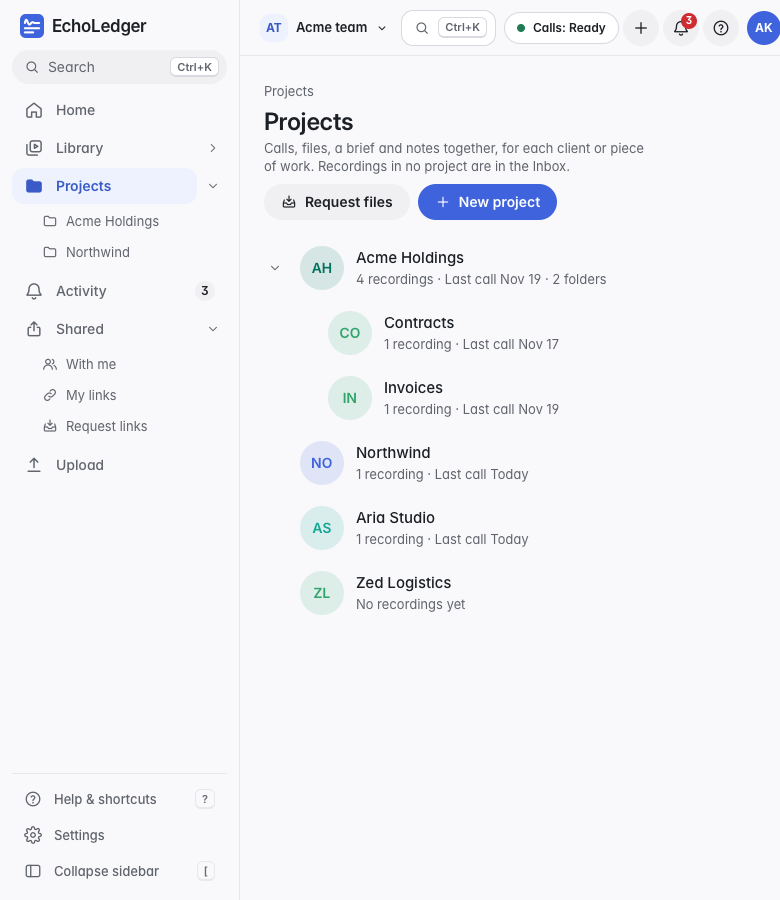 EchoLedger
Search
Ctrl+K
Home
Library
Projects
Acme Holdings
Northwind
Activity
3
Shared
With me
My links
Request links
Upload
Help & shortcuts
?
Settings
Collapse sidebar
[
AT
Acme team
Ctrl+K
Calls: Ready
3
AK
Projects
Projects
Calls, files, a brief and notes together, for each client or piece
of work. Recordings in no project are in the Inbox.
Request files
New project
AH
Acme Holdings
4 recordings · Last call Nov 19 · 2 folders
CO
Contracts
1 recording · Last call Nov 17
IN
Invoices
1 recording · Last call Nov 19
NO
Northwind
1 recording · Last call Today
AS
Aria Studio
1 recording · Last call Today
ZL
Zed Logistics
No recordings yet